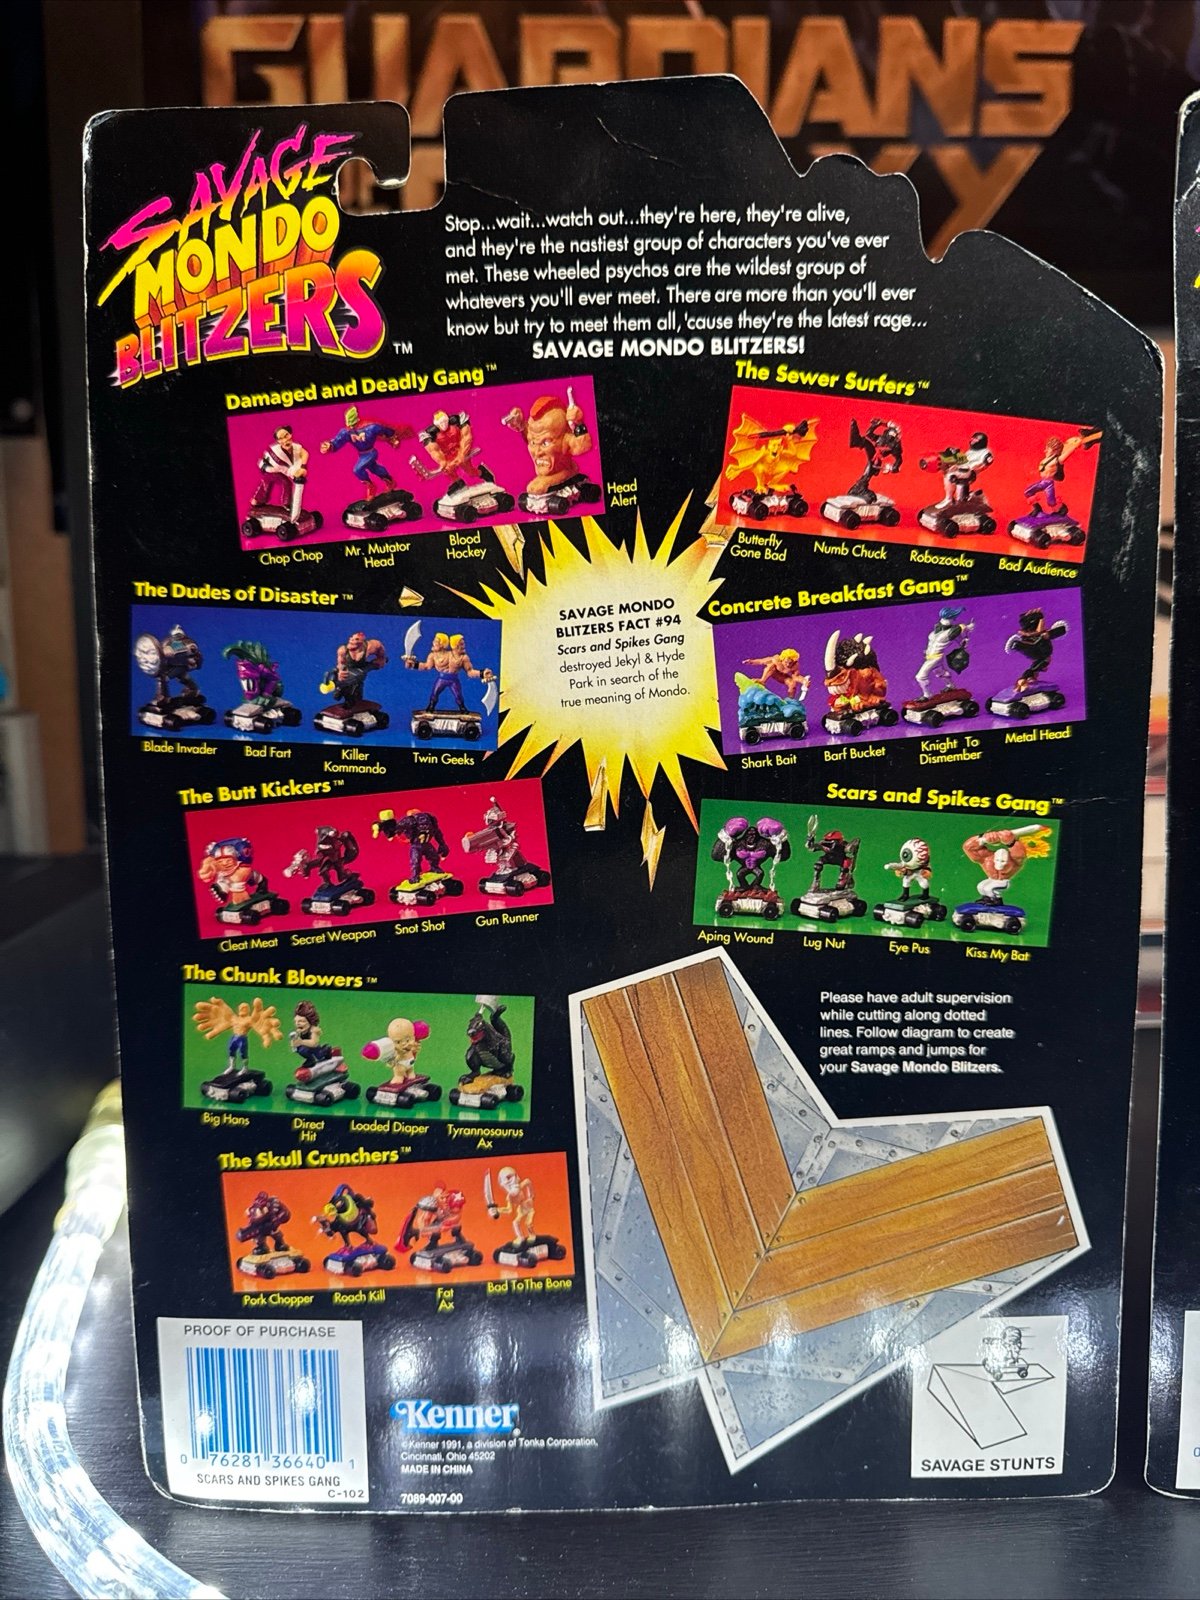 GUARDIANS
SAVAGE
MONDO
BLITZERS™
Stop...wait...watch out...they're here, they're alive,
and they're the nastiest group of characters you've ever
met. These wheeled psychos are the wildest group of
whatevers you'll ever meet. There are more than you'll ever
know but try to meet them all, 'cause they're the latest rage...
SAVAGE MONDO BLITZERS!
Damaged and Deadly Gang™
Chop Chop
Mr. Mutator
Head
Blood
Hockey
Head
Alert
The Sewer Surfers™
Butterfly
Gone Bad
Numb Chuck
Robozooka
Bad Audience
The Dudes of Disaster™
Blade Invader
Bad Fart
Killer
Kommando
Twin Geeks
SAVAGE MONDO
BLITZERS FACT #94
Scars and Spikes Gang
destroyed Jekyl & Hyde
Park in search of the
true meaning of Mondo.
Concrete Breakfast Gang™
Shark Bait
Barf Bucket
Knight To
Dismember
Metal Head
The Butt Kickers™
Cleat Meat
Secret Weapon
Snot Shot
Gun Runner
Scars and Spikes Gang™
Aping Wound
Lug Nut
Eye Pus
Kiss My Bat
The Chunk Blowers™
Big Hans
Direct
Hit
Loaded Diaper
Tyrannosaurus
Ax
The Skull Crunchers™
Pork Chopper
Roach Kill
Fat
Ax
Bad To The Bone
Please have adult supervision
while cutting along dotted
lines. Follow diagram to create
great ramps and jumps for
your Savage Mondo Blitzers.
SAVAGE STUNTS
PROOF OF PURCHASE
0 76281 36640 1
SCARS AND SPIKES GANG
C-102
Kenner®
© Kenner 1991, a division of Tonka Corporation,
Cincinnati, Ohio 45202
MADE IN CHINA
7089-007-00